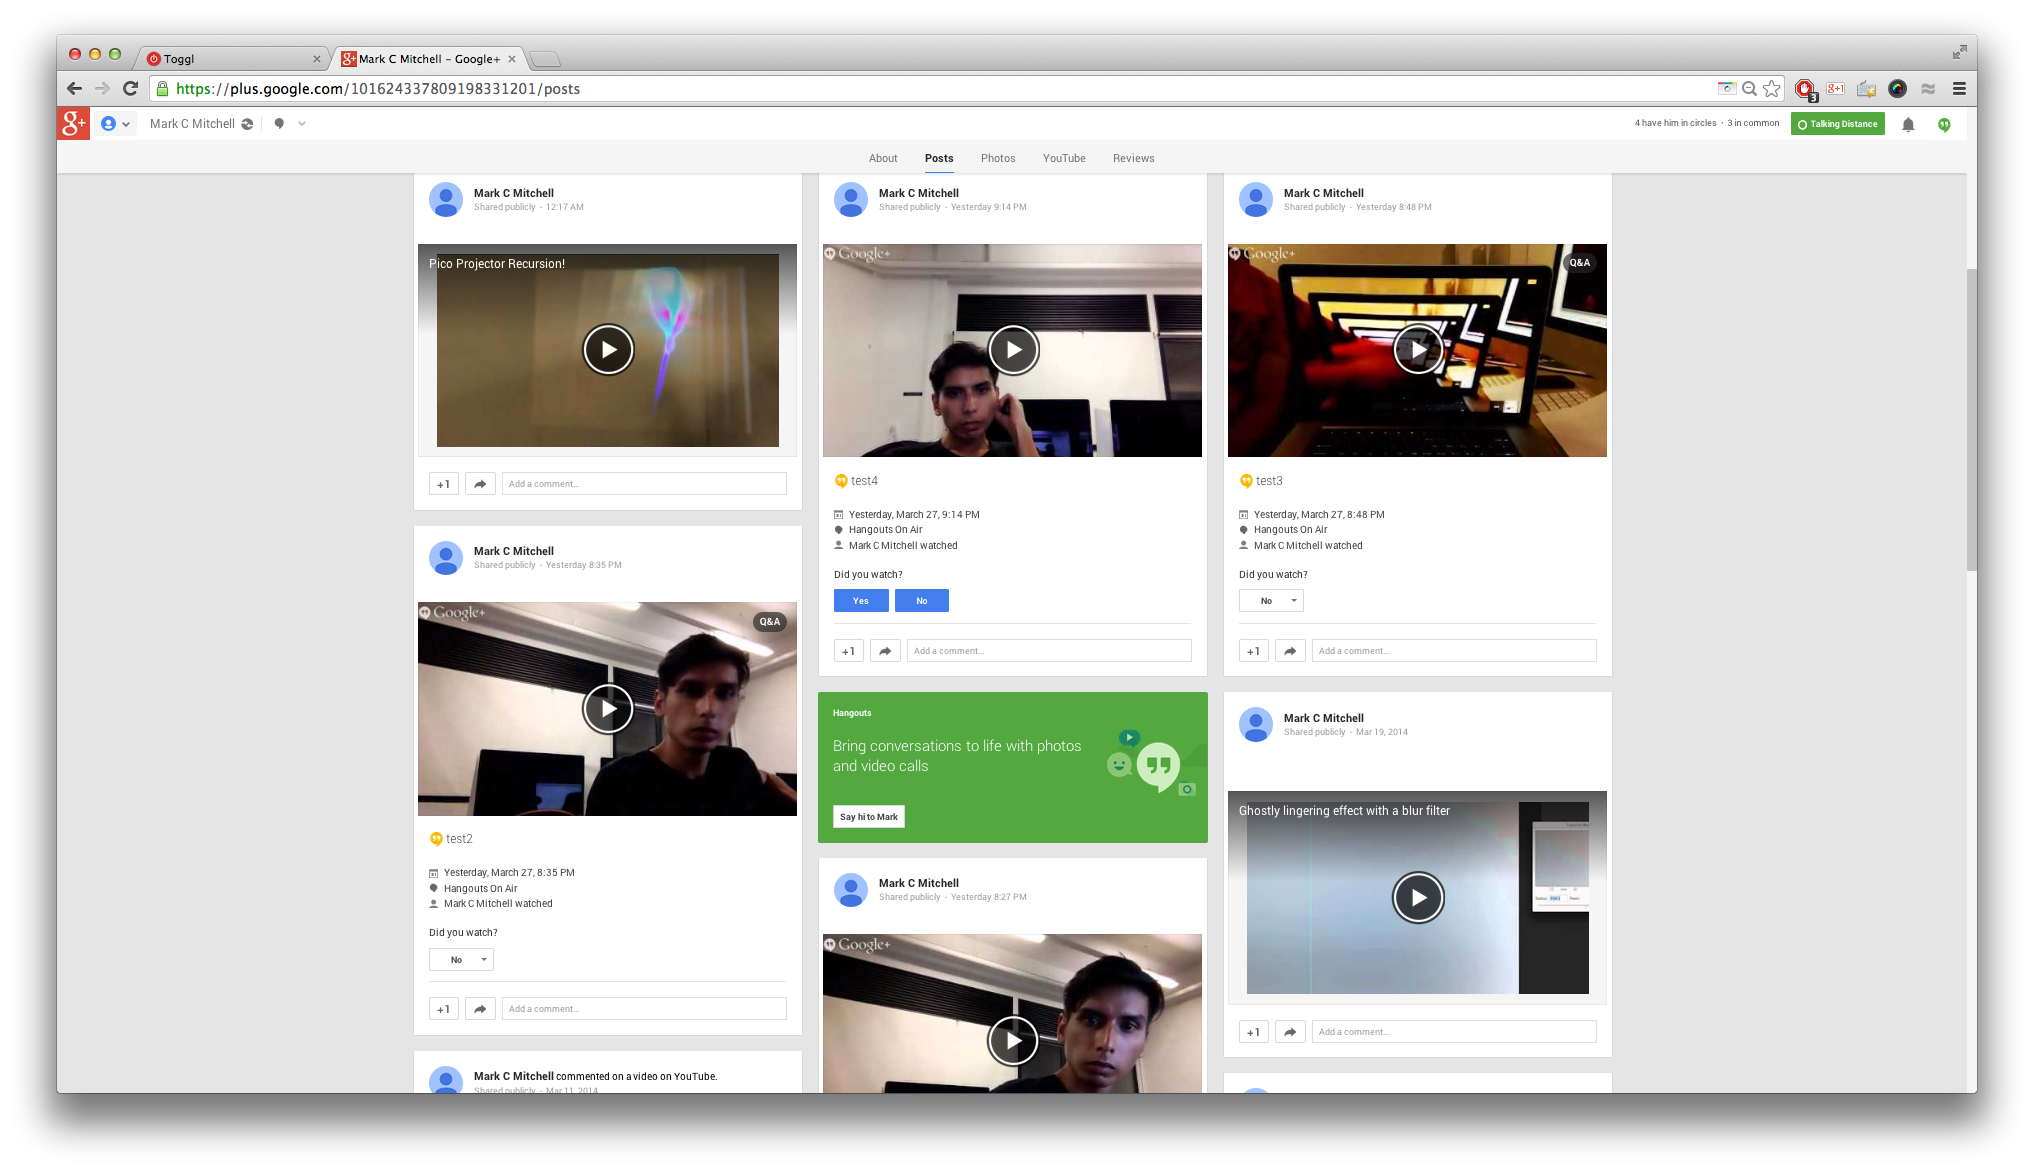 Toggl
Mark C Mitchell – Google+
https://plus.google.com/101624337809198331201/posts
3
g+1
g+
Mark C Mitchell
4 have him in circles · 3 in common
Talking Distance
About
Posts
Photos
YouTube
Reviews
Mark C Mitchell
Shared publicly - 12:17 AM
Pico Projector Recursion!
+1
Add a comment...
Mark C Mitchell
Shared publicly - Yesterday 8:35 PM
Google+
Q&A
test2
Yesterday, March 27, 8:35 PM
Hangouts On Air
Mark C Mitchell watched
Did you watch?
No
+1
Add a comment...
Mark C Mitchell commented on a video on YouTube.
Shared publicly - Mar 11, 2014
Mark C Mitchell
Shared publicly - Yesterday 9:14 PM
Google+
test4
Yesterday, March 27, 9:14 PM
Hangouts On Air
Mark C Mitchell watched
Did you watch?
Yes
No
+1
Add a comment...
Hangouts
Bring conversations to life with photos
and video calls
Say hi to Mark
Mark C Mitchell
Shared publicly - Yesterday 8:27 PM
Google+
Mark C Mitchell
Shared publicly - Yesterday 8:48 PM
Google+
Q&A
test3
Yesterday, March 27, 8:48 PM
Hangouts On Air
Mark C Mitchell watched
Did you watch?
No
+1
Add a comment...
Mark C Mitchell
Shared publicly - Mar 19, 2014
Ghostly lingering effect with a blur filter
+1
Add a comment...